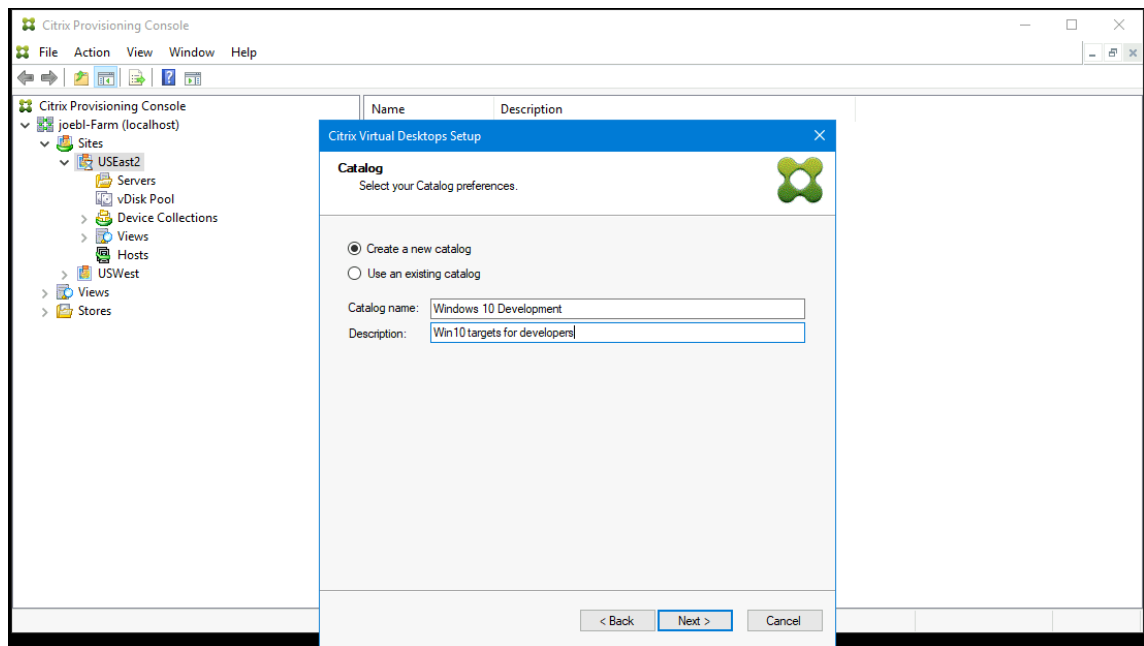 Citrix Provisioning Console
File Action View Window Help
Citrix Provisioning Console
joebl-Farm (localhost)
Sites
USEast2
Servers
vDisk Pool
Device Collections
Views
Hosts
USWest
Views
Stores
Name Description
Citrix Virtual Desktops Setup
Catalog
Select your Catalog preferences.
Create a new catalog
Use an existing catalog
Catalog name: Windows 10 Development
Description: Win10 targets for developers
< Back Next > Cancel